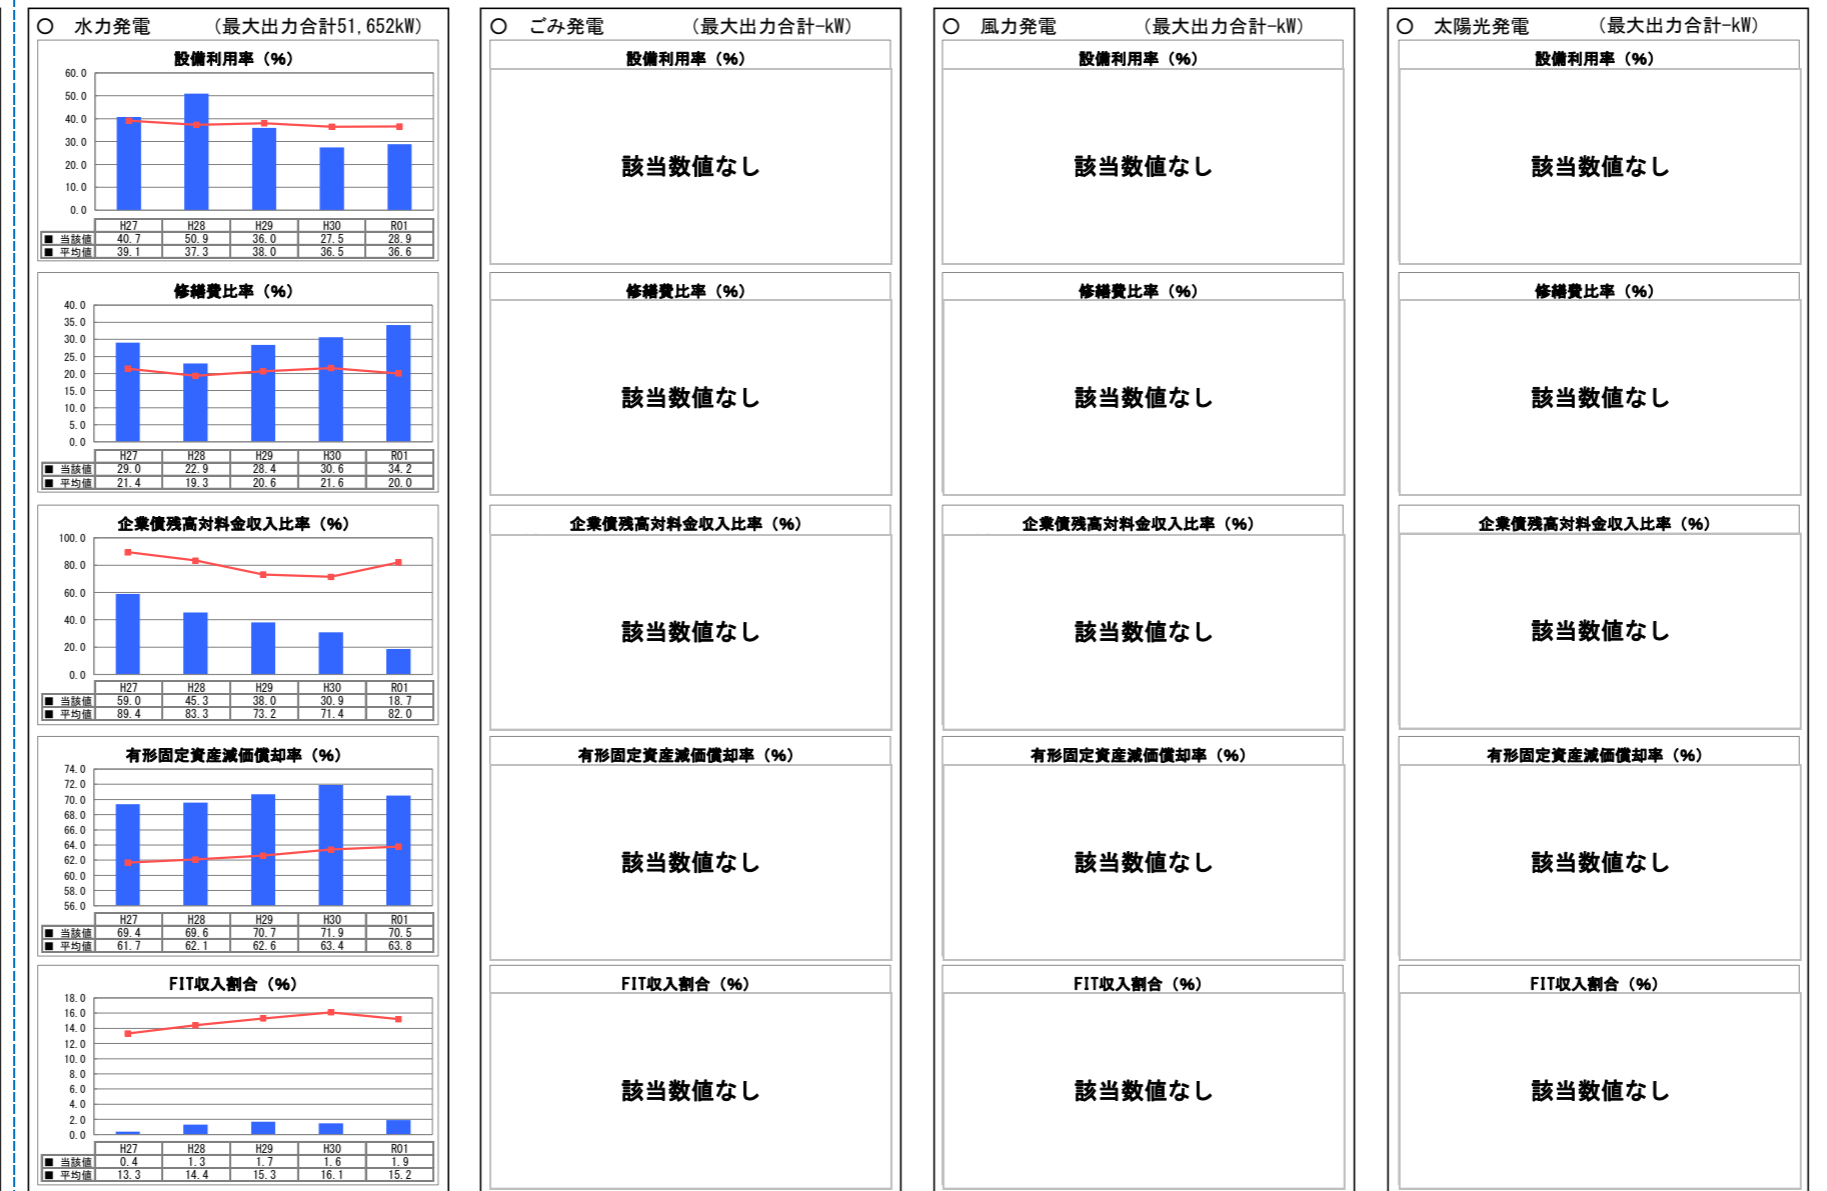 ○ 水力発電 (最大出力合計51,652kW)
設備利用率(%)
60.0
50.0
40.0
30.0
20.0
10.0
0.0
H27 H28 H29 H30 R01
■ 当該値 40.7 50.9 36.0 27.5 28.9
■ 平均値 39.1 37.3 38.0 36.5 36.6
修繕費比率(%)
40.0
35.0
30.0
25.0
20.0
15.0
10.0
5.0
0.0
H27 H28 H29 H30 R01
■ 当該値 29.0 22.9 28.4 30.6 34.2
■ 平均値 21.4 19.3 20.6 21.6 20.0
企業債残高対料金収入比率(%)
100.0
80.0
60.0
40.0
20.0
0.0
H27 H28 H29 H30 R01
■ 当該値 59.0 45.3 38.0 30.9 18.7
■ 平均値 89.4 83.3 73.2 71.4 82.0
有形固定資産減価償却率(%)
74.0
72.0
70.0
68.0
66.0
64.0
62.0
60.0
58.0
56.0
H27 H28 H29 H30 R01
■ 当該値 69.4 69.6 70.7 71.9 70.5
■ 平均値 61.7 62.1 62.6 63.4 63.8
FIT収入割合(%)
18.0
16.0
14.0
12.0
10.0
8.0
6.0
4.0
2.0
0.0
H27 H28 H29 H30 R01
■ 当該値 0.4 1.3 1.7 1.6 1.9
■ 平均値 13.3 14.4 15.3 16.1 15.2
○ ごみ発電 (最大出力合計-kW)
設備利用率(%)
該当数値なし
修繕費比率(%)
該当数値なし
企業債残高対料金収入比率(%)
該当数値なし
有形固定資産減価償却率(%)
該当数値なし
FIT収入割合(%)
該当数値なし
○ 風力発電 (最大出力合計-kW)
設備利用率(%)
該当数値なし
修繕費比率(%)
該当数値なし
企業債残高対料金収入比率(%)
該当数値なし
有形固定資産減価償却率(%)
該当数値なし
FIT収入割合(%)
該当数値なし
○ 太陽光発電 (最大出力合計-kW)
設備利用率(%)
該当数値なし
修繕費比率(%)
該当数値なし
企業債残高対料金収入比率(%)
該当数値なし
有形固定資産減価償却率(%)
該当数値なし
FIT収入割合(%)
該当数値なし